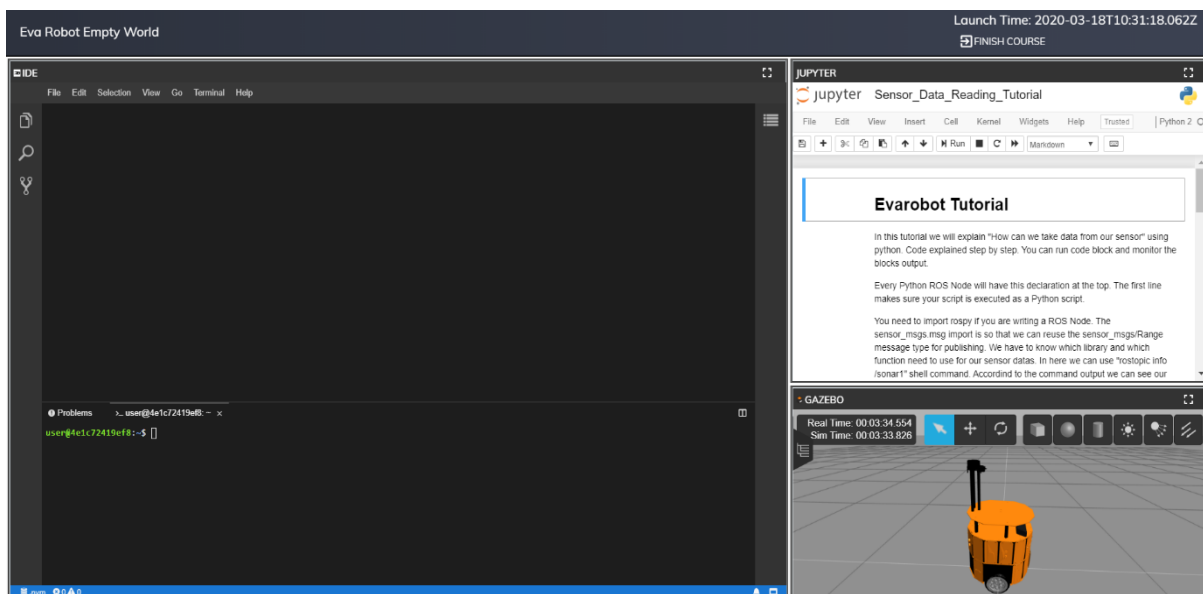 Eva Robot Empty World
Launch Time: 2020-03-18T10:31:18.062Z
FINISH COURSE
IDE
File Edit Selection View Go Terminal Help
Problems >_ user@4e1c72419ef8: ~ ×
user@4e1c72419ef8:~$
0 0
JUPYTER
jupyter Sensor_Data_Reading_Tutorial
File Edit View Insert Cell Kernel Widgets Help Trusted Python 2
Run Markdown
Evarobot Tutorial
In this tutorial we will explain "How can we take data from our sensor" using
python. Code explained step by step. You can run code block and monitor the
blocks output.
Every Python ROS Node will have this declaration at the top. The first line
makes sure your script is executed as a Python script.
You need to import rospy if you are writing a ROS Node. The
sensor_msgs.msg import is so that we can reuse the sensor_msgs/Range
message type for publishing. We have to know which library and which
function need to use for our sensor datas. In here we can use "rostopic info
/sonar1" shell command. Accordind to the command output we can see our
GAZEBO
Real Time: 00:03:34.554
Sim Time: 00:03:33.826